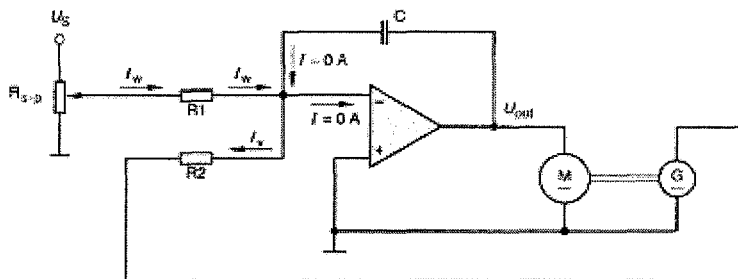 U_S
C
I = 0 A
I_w
I_w
R_s-p
R1
I = 0 A
−
U_out
I_x
+
R2
M
G